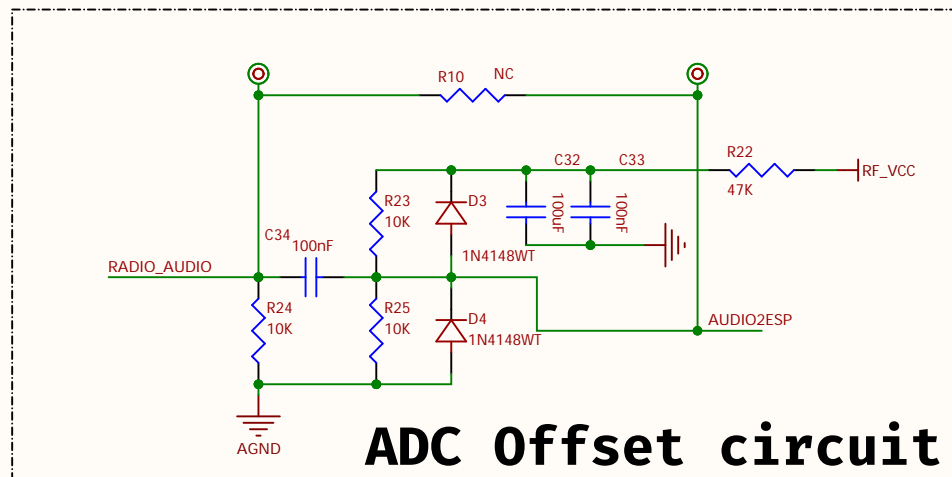 R10 NC
C32 C33
R22
RF_VCC
47K
R23
10K
D3
100uF
100nF
C34
100nF
1N4148WT
RADIO_AUDIO
R24
10K
R25
10K
D4
1N4148WT
AUDIO2ESP
AGND
ADC Offset circuit